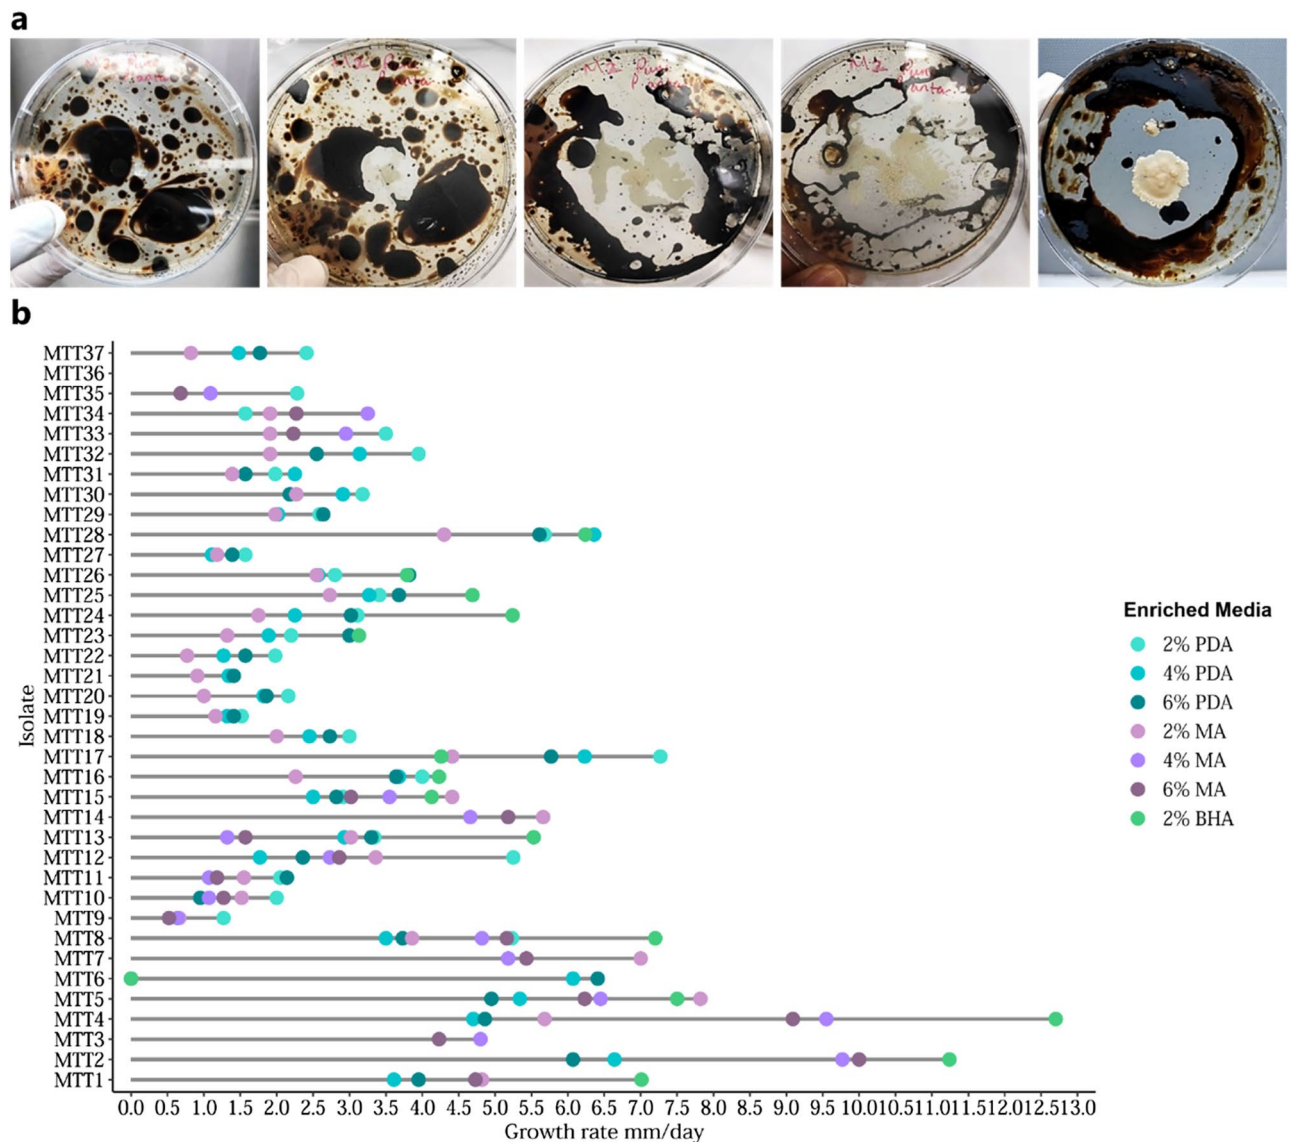 a
M-2 Pure
Pantac
b
MTT37
MTT36
MTT35
MTT34
MTT33
MTT32
MTT31
MTT30
MTT29
MTT28
MTT27
MTT26
MTT25
MTT24
MTT23
MTT22
MTT21
MTT20
MTT19
MTT18
MTT17
MTT16
MTT15
MTT14
MTT13
MTT12
MTT11
MTT10
MTT9
MTT8
MTT7
MTT6
MTT5
MTT4
MTT3
MTT2
MTT1
Isolate
0.0 0.5 1.0 1.5 2.0 2.5 3.0 3.5 4.0 4.5 5.0 5.5 6.0 6.5 7.0 7.5 8.0 8.5 9.0 9.5 10.0 10.5 11.0 11.5 12.0 12.5 13.0
Growth rate mm/day
Enriched Media
2% PDA
4% PDA
6% PDA
2% MA
4% MA
6% MA
2% BHA